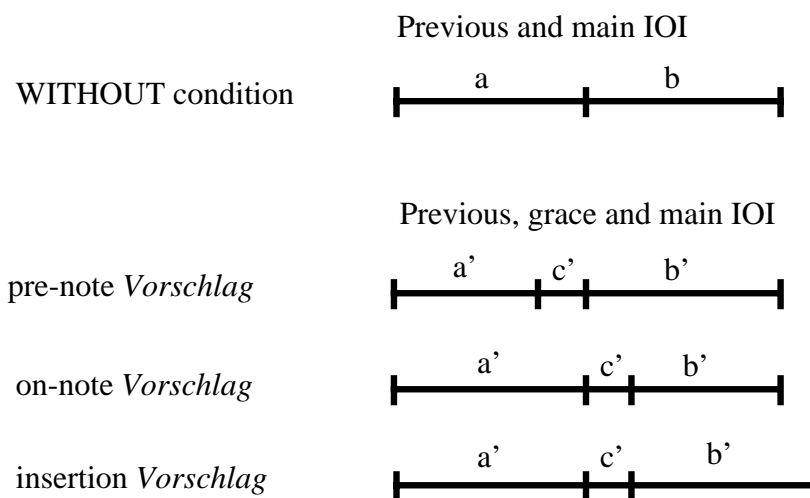 Previous and main IOI
WITHOUT condition a b
Previous, grace and main IOI
pre-note Vorschlag a’ c’ b’
on-note Vorschlag a’ c’ b’
insertion Vorschlag a’ c’ b’